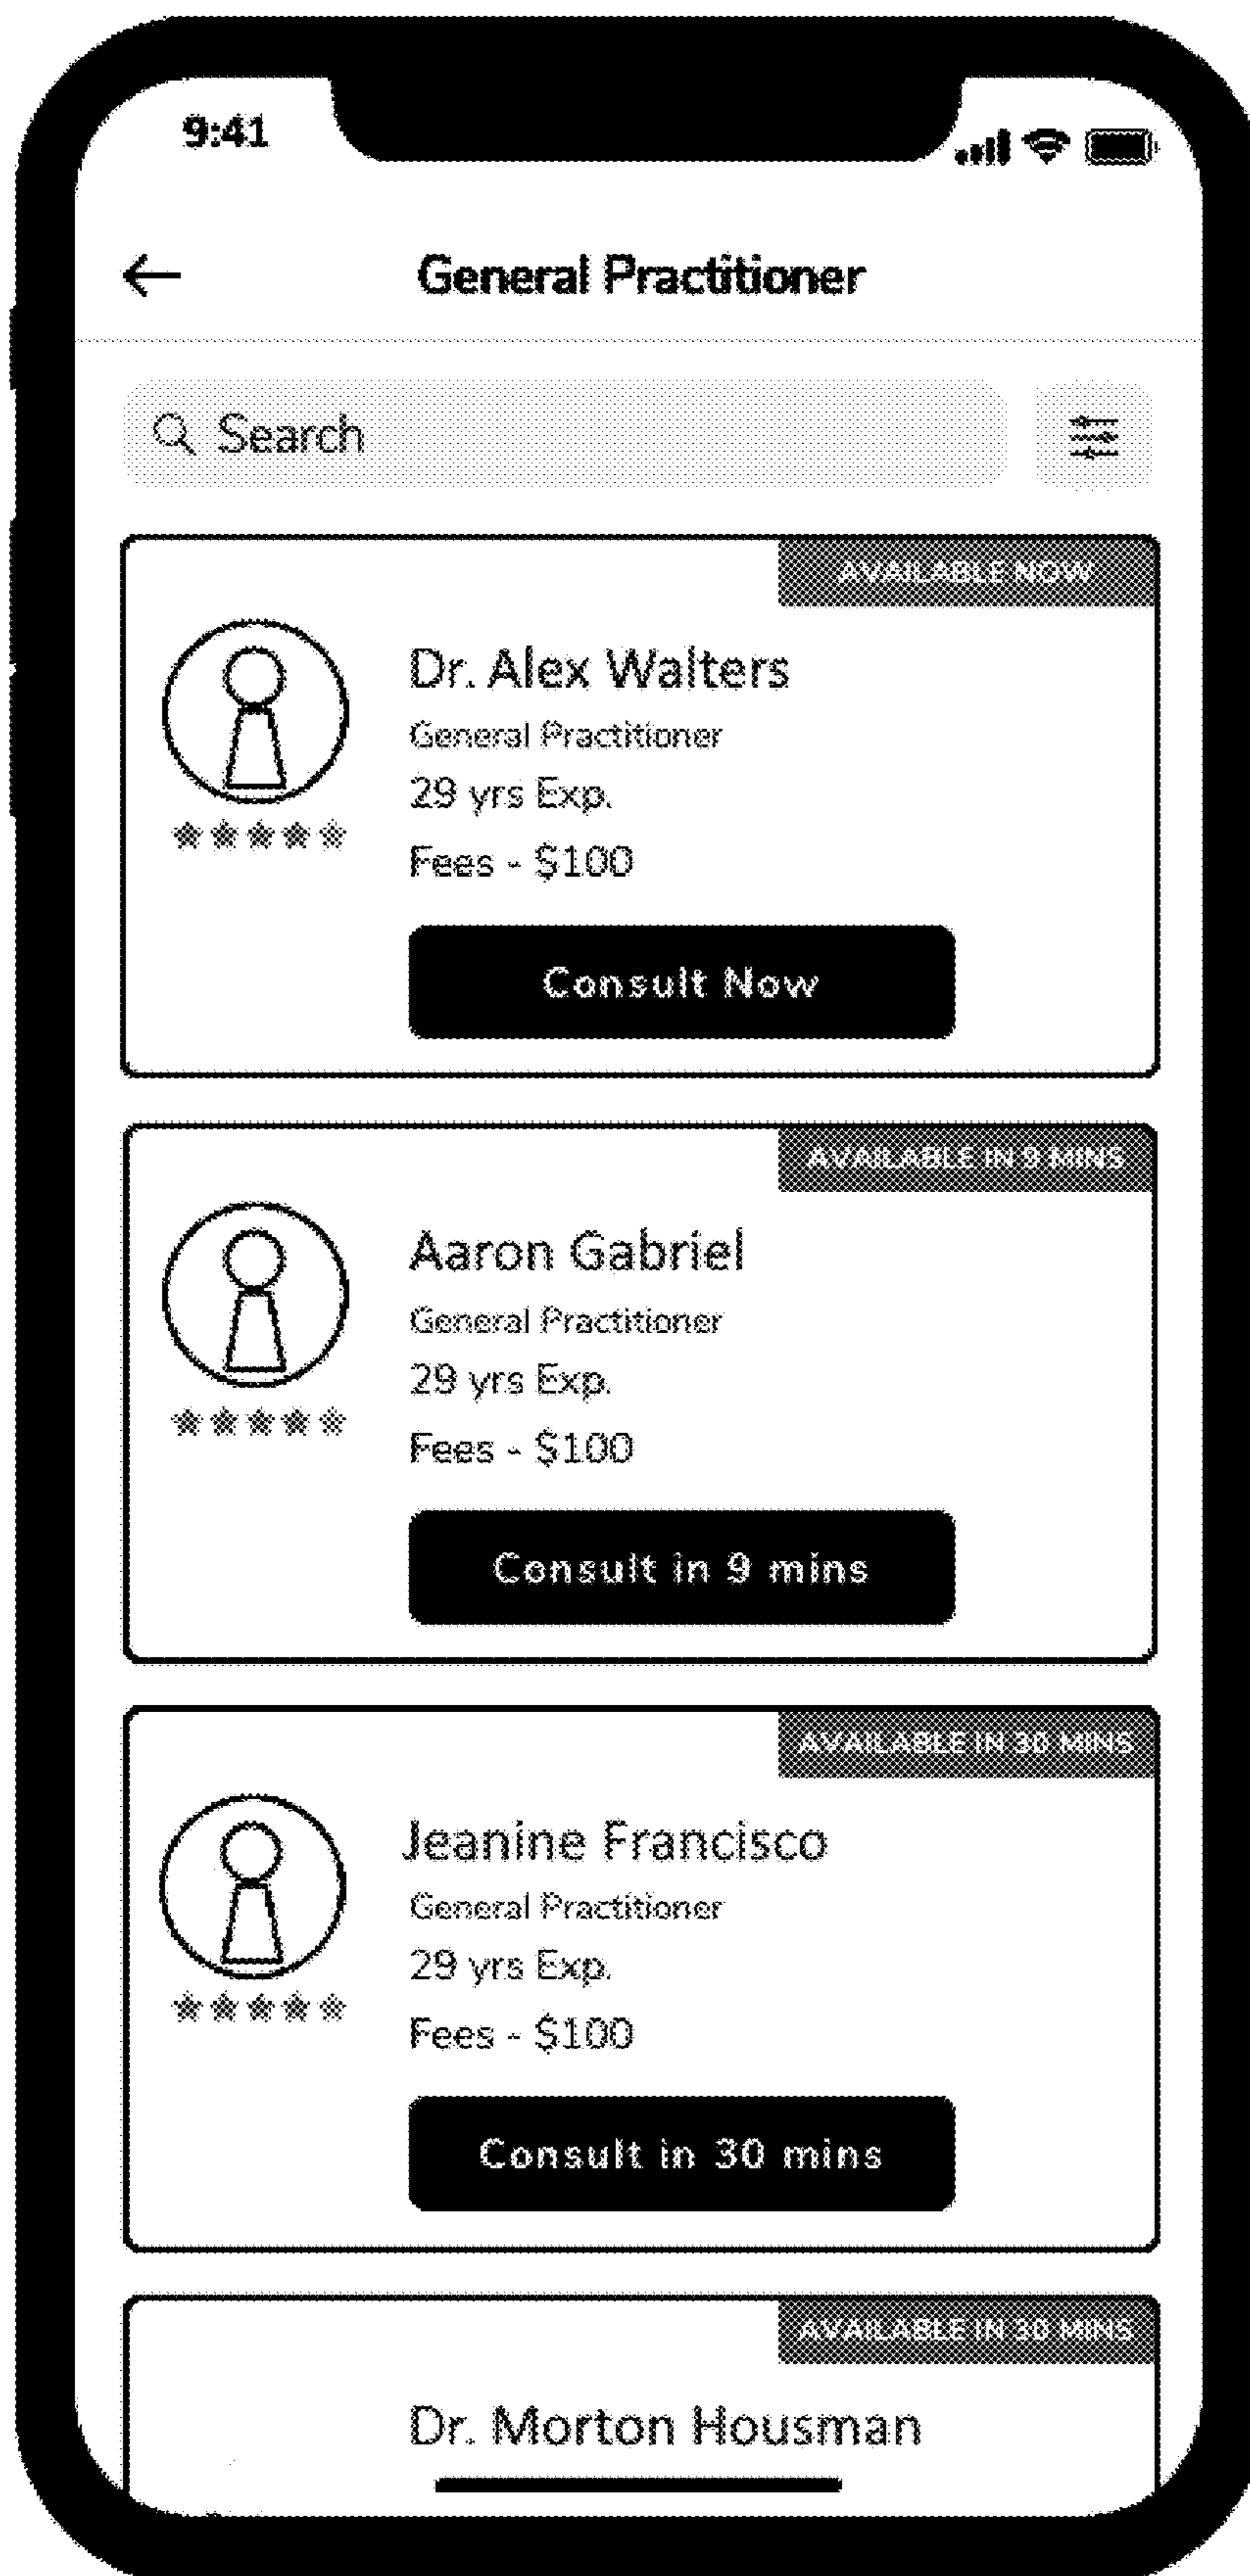 9:41
General Practitioner
Search
AVAILABLE NOW
Dr. Alex Walters
General Practitioner
29 yrs Exp.
Fees - $100
Consult Now
AVAILABLE IN 9 MINS
Aaron Gabriel
General Practitioner
29 yrs Exp.
Fees - $100
Consult in 9 mins
AVAILABLE IN 30 MINS
Jeanine Francisco
General Practitioner
29 yrs Exp.
Fees - $100
Consult in 30 mins
AVAILABLE IN 30 MINS
Dr. Morton Housman